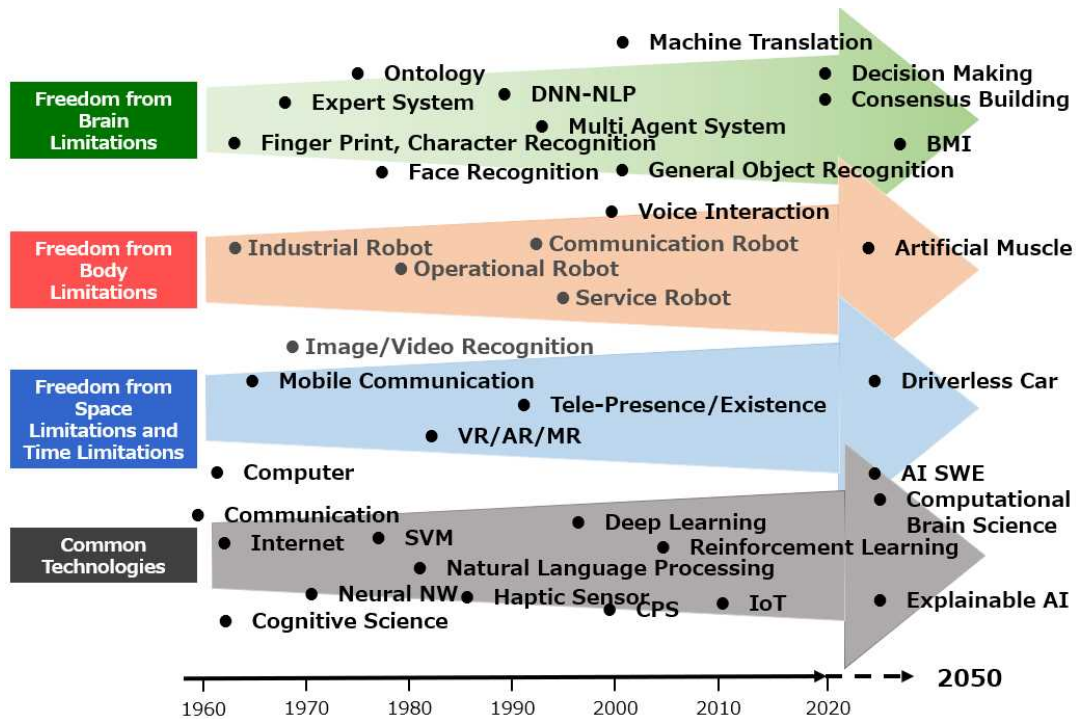 Machine Translation
Ontology
Decision Making
Freedom from
Brain
Limitations
Expert System
DNN-NLP
Consensus Building
Multi Agent System
Finger Print, Character Recognition
BMI
Face Recognition
General Object Recognition
Voice Interaction
Freedom from
Body
Limitations
Industrial Robot
Communication Robot
Artificial Muscle
Operational Robot
Service Robot
Image/Video Recognition
Freedom from
Space
Limitations and
Time Limitations
Mobile Communication
Driverless Car
Tele-Presence/Existence
VR/AR/MR
Computer
AI SWE
Computational
Brain Science
Communication
Deep Learning
Common
Technologies
Internet
SVM
Reinforcement Learning
Natural Language Processing
Neural NW
Haptic Sensor
CPS
IoT
Explainable AI
Cognitive Science
2050
1960 1970 1980 1990 2000 2010 2020